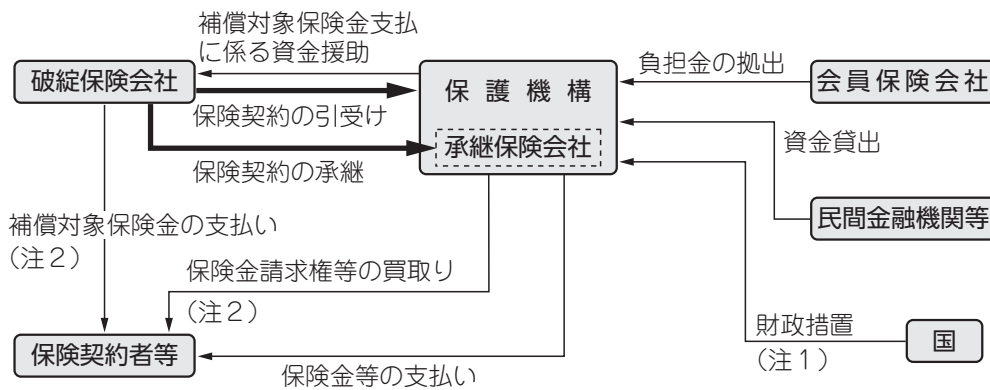 補償対象保険金支払
に係る資金援助
破綻保険会社
保険契約の引受け
保険契約の承継
保護機構
承継保険会社
負担金の拠出
会員保険会社
資金貸出
民間金融機関等
補償対象保険金の支払い
（注２）
保険金請求権等の買取り
（注２）
財政措置
（注１）
国
保険契約者等
保険金等の支払い